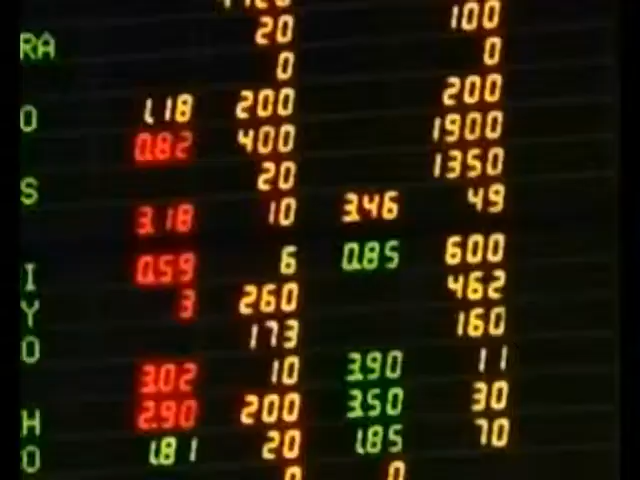 20 100
RA 0 0
O 1.18 200 200
0.82 400 1900
20 1350
S 3.18 10 3.46 49
0.59 6 0.85 600
I 3 260 462
Y 173 160
O 3.02 10 3.90 11
2.90 200 3.50 30
H 1.81 20 1.85 70
O 0 0